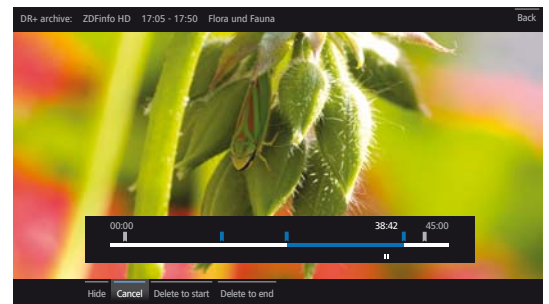 DR+ archive: ZDFinfo HD 17:05 - 17:50 Flora und Fauna Back
00:00 38:42 45:00
Hide Cancel Delete to start Delete to end